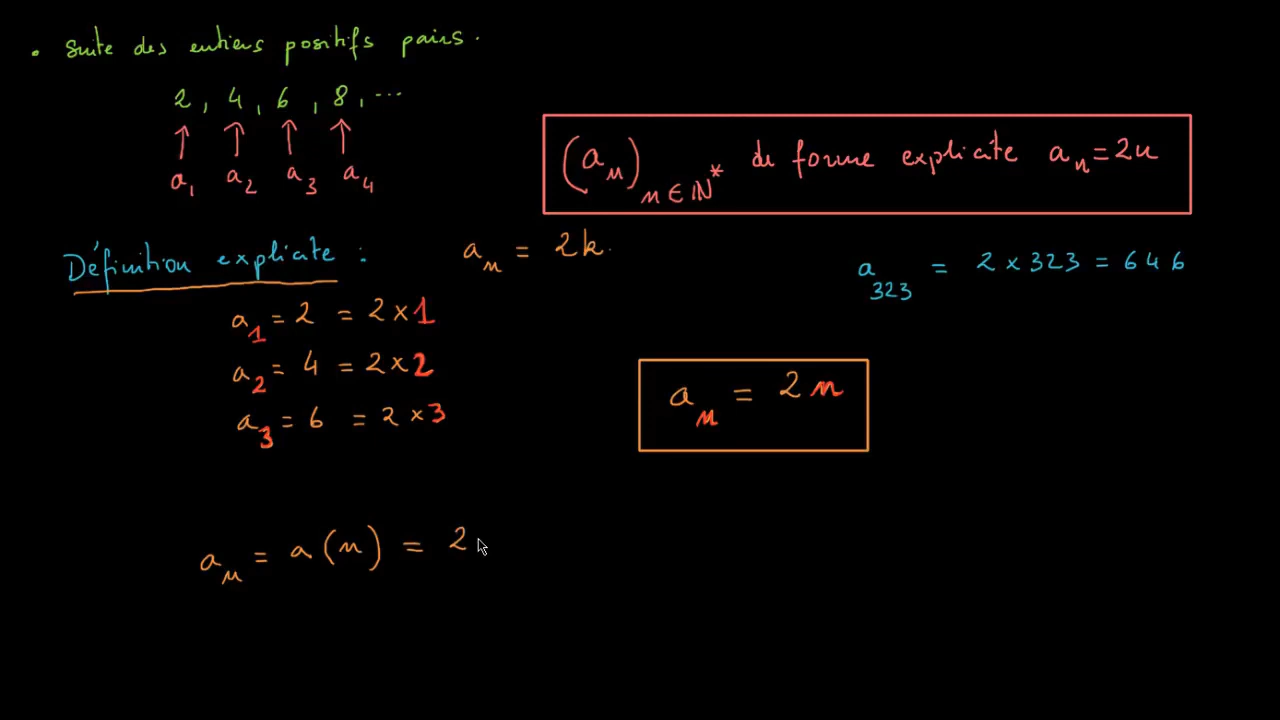 • Suite des entiers positifs pairs.
2, 4, 6, 8, ...
↑ ↑ ↑ ↑
a₁ a₂ a₃ a₄
(aₙ)ₙ∈ℕ* de forme explicite aₙ = 2n
Définition explicite :
aₙ = 2k.
a₁ = 2 = 2×1
a₂ = 4 = 2×2
a₃ = 6 = 2×3
a₃₂₃ = 2×323 = 646
aₙ = 2n
aₙ = a(n) = 2